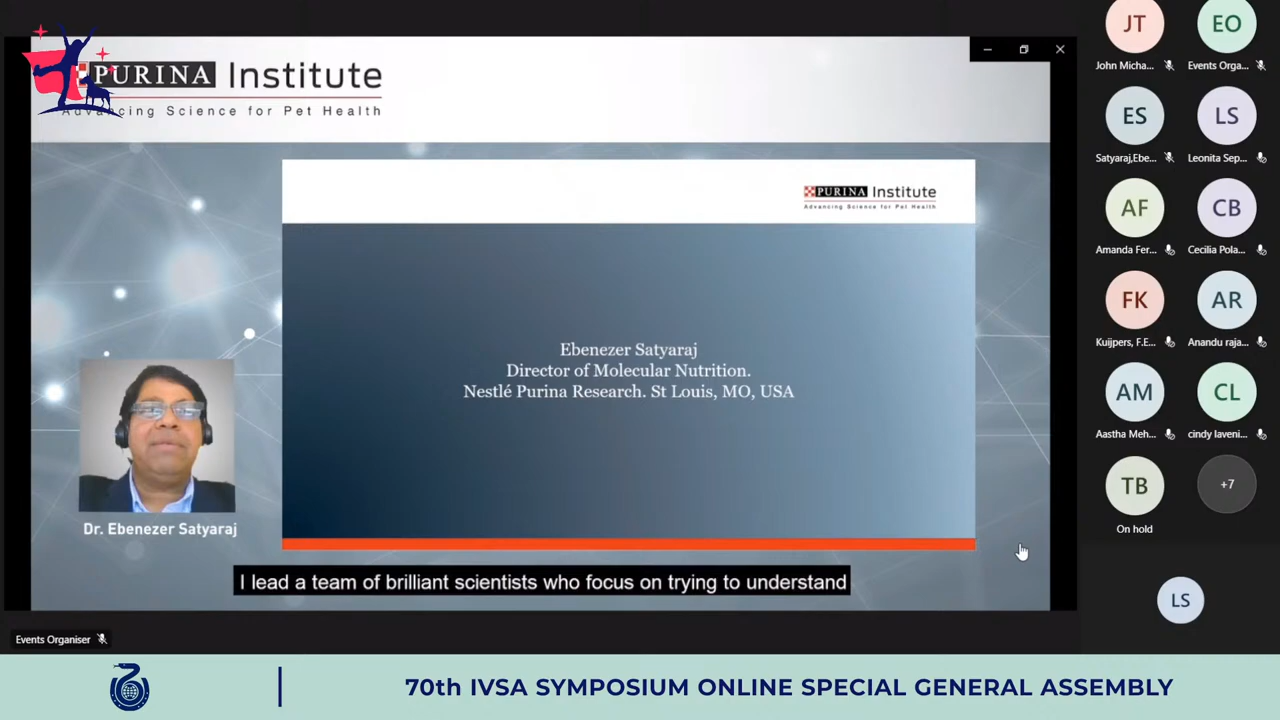 PURINA Institute
Advancing Science for Pet Health
PURINA Institute
Advancing Science for Pet Health
Ebenezer Satyaraj
Director of Molecular Nutrition.
Nestlé Purina Research. St Louis, MO, USA
Dr. Ebenezer Satyaraj
I lead a team of brilliant scientists who focus on trying to understand
Events Organiser
JT
EO
John Micha...
Events Orga...
ES
LS
Satyaraj,Ebe...
Leonita Sep...
AF
CB
Amanda Fer...
Cecilia Pola...
FK
AR
Kuijpers, F.E...
Anandu raja...
AM
CL
Aastha Meh...
cindy laveni...
TB
+7
On hold
LS
70th IVSA SYMPOSIUM ONLINE SPECIAL GENERAL ASSEMBLY